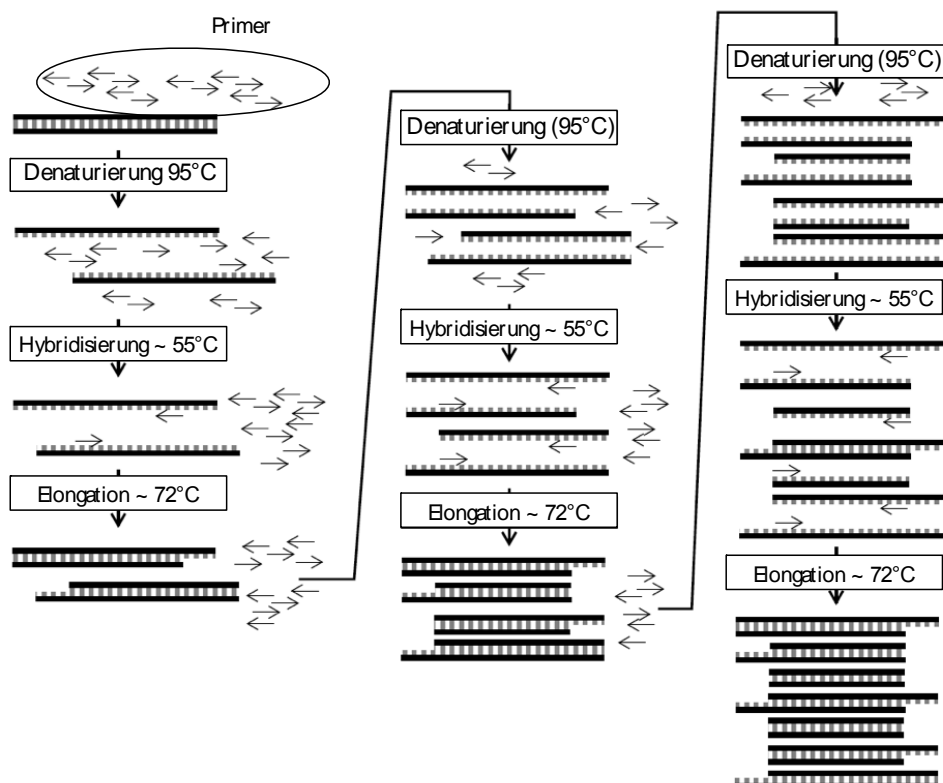 Primer
Denaturierung 95°C
Hybridisierung ~ 55°C
Elongation ~ 72°C
Denaturierung (95°C)
Hybridisierung ~ 55°C
Elongation ~ 72°C
Denaturierung (95°C)
Hybridisierung ~ 55°C
Elongation ~ 72°C